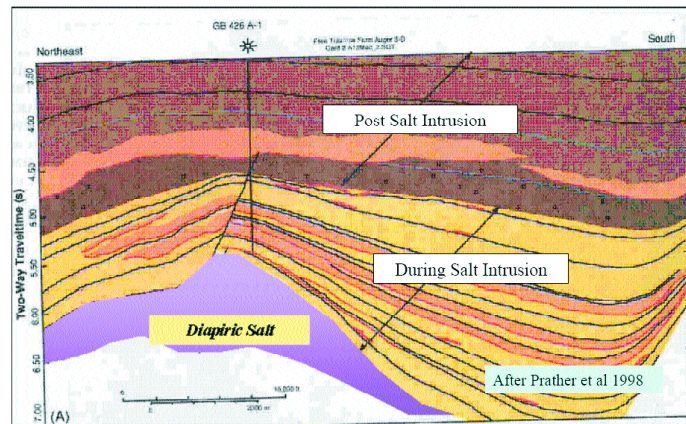 GB 426 A-1
Northeast
South
3.50
4.00
4.50
5.00
5.50
6.00
6.50
7.00
Two-Way Traveltime (s)
Post Salt Intrusion
During Salt Intrusion
Diapiric Salt
After Prather et al 1998
(A)
2000 m